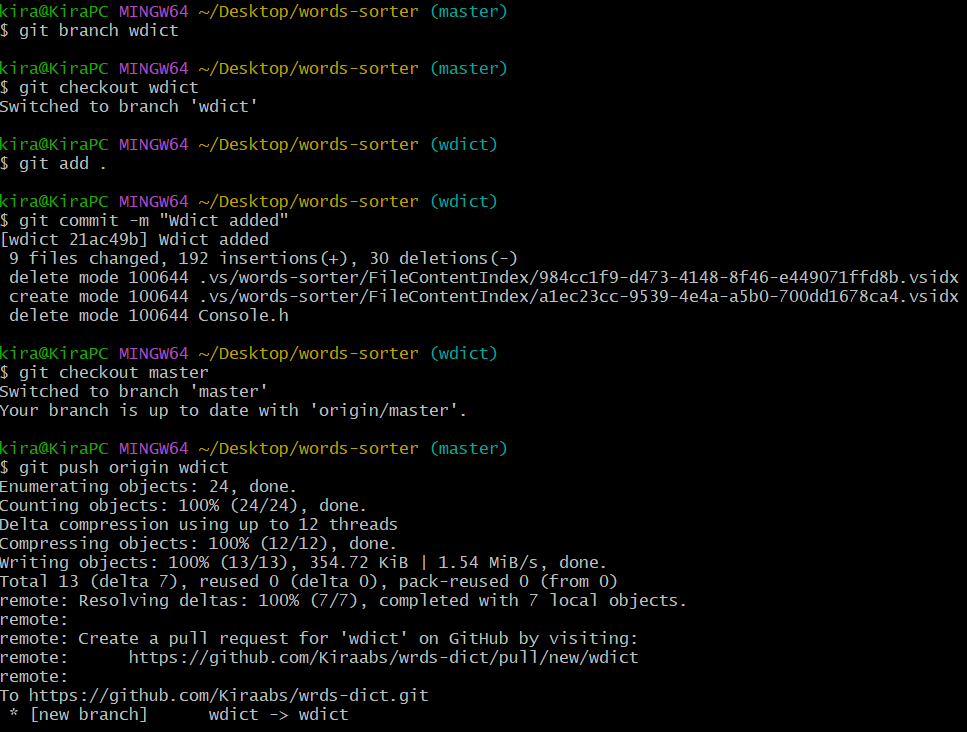 kira@KiraPC MINGW64 ~/Desktop/words-sorter (master)
$ git branch wdict
kira@KiraPC MINGW64 ~/Desktop/words-sorter (master)
$ git checkout wdict
Switched to branch 'wdict'
kira@KiraPC MINGW64 ~/Desktop/words-sorter (wdict)
$ git add .
kira@KiraPC MINGW64 ~/Desktop/words-sorter (wdict)
$ git commit -m "Wdict added"
[wdict 21ac49b] Wdict added
 9 files changed, 192 insertions(+), 30 deletions(-)
 delete mode 100644 .vs/words-sorter/FileContentIndex/984cc1f9-d473-4148-8f46-e449071ffd8b.vsidx
 create mode 100644 .vs/words-sorter/FileContentIndex/a1ec23cc-9539-4e4a-a5b0-700dd1678ca4.vsidx
 delete mode 100644 Console.h
kira@KiraPC MINGW64 ~/Desktop/words-sorter (wdict)
$ git checkout master
Switched to branch 'master'
Your branch is up to date with 'origin/master'.
kira@KiraPC MINGW64 ~/Desktop/words-sorter (master)
$ git push origin wdict
Enumerating objects: 24, done.
Counting objects: 100% (24/24), done.
Delta compression using up to 12 threads
Compressing objects: 100% (12/12), done.
Writing objects: 100% (13/13), 354.72 KiB | 1.54 MiB/s, done.
Total 13 (delta 7), reused 0 (delta 0), pack-reused 0 (from 0)
remote: Resolving deltas: 100% (7/7), completed with 7 local objects.
remote:
remote: Create a pull request for 'wdict' on GitHub by visiting:
remote:      https://github.com/Kiraabs/wrds-dict/pull/new/wdict
remote:
To https://github.com/Kiraabs/wrds-dict.git
 * [new branch]      wdict -> wdict